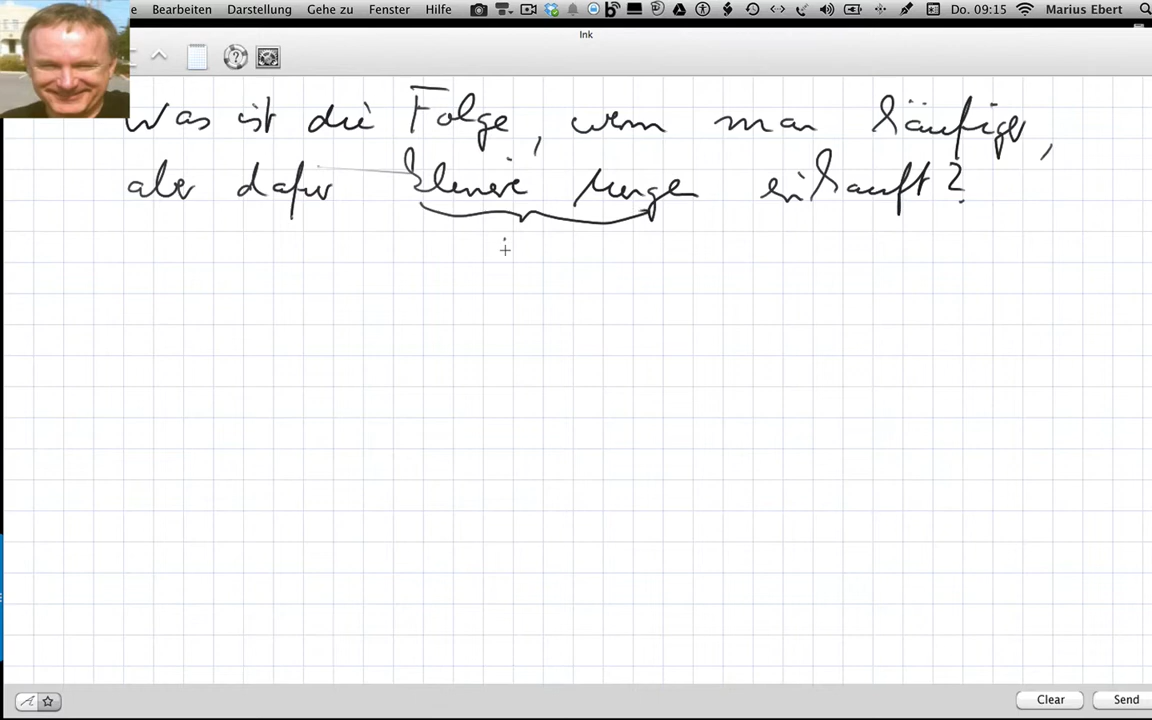 e Bearbeiten Darstellung Gehe zu Fenster Hilfe Do. 09:15 Marius Ebert
Ink
Was ist die Folge, wenn man häufiger,
aber dafür kleinere Mengen einkauft?
Clear Send